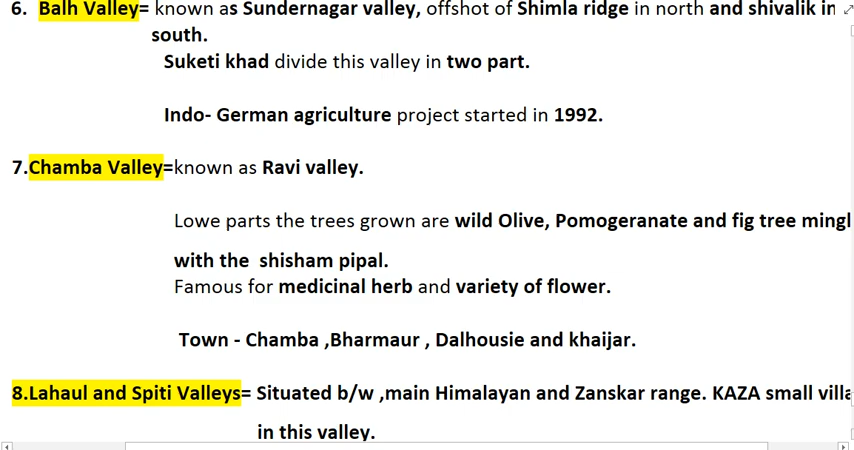 6. Balh Valley= known as Sundernagar valley, offshot of Shimla ridge in north and shivalik in
south.
Suketi khad divide this valley in two part.
Indo- German agriculture project started in 1992.
7.Chamba Valley=known as Ravi valley.
Lowe parts the trees grown are wild Olive, Pomogeranate and fig tree mingl
with the shisham pipal.
Famous for medicinal herb and variety of flower.
Town - Chamba ,Bharmaur , Dalhousie and khaijar.
8.Lahaul and Spiti Valleys= Situated b/w ,main Himalayan and Zanskar range. KAZA small villa
in this valley.